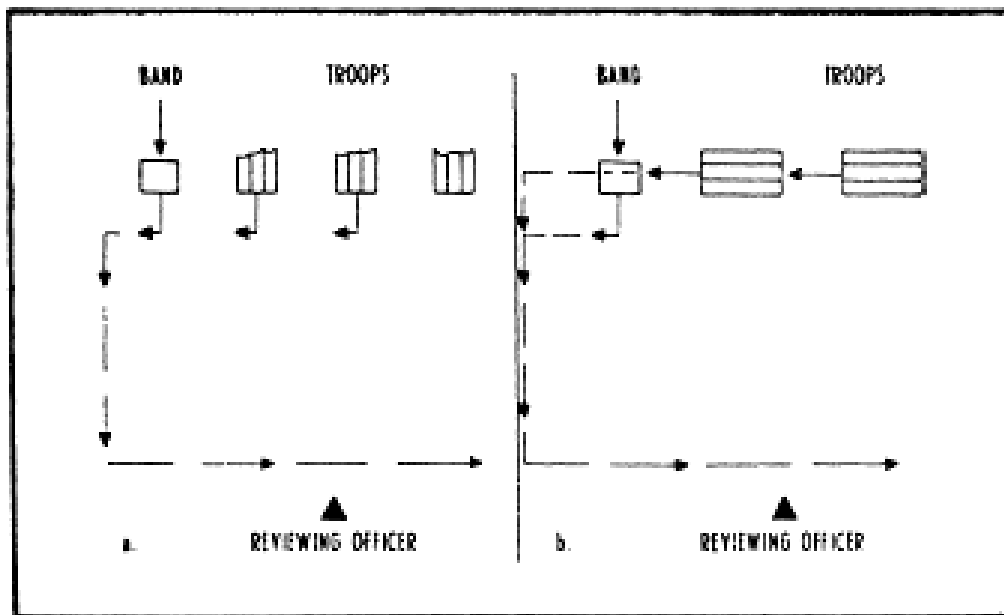 BAND TROOPS
BAND TROOPS
a. REVIEWING OFFICER
b. REVIEWING OFFICER